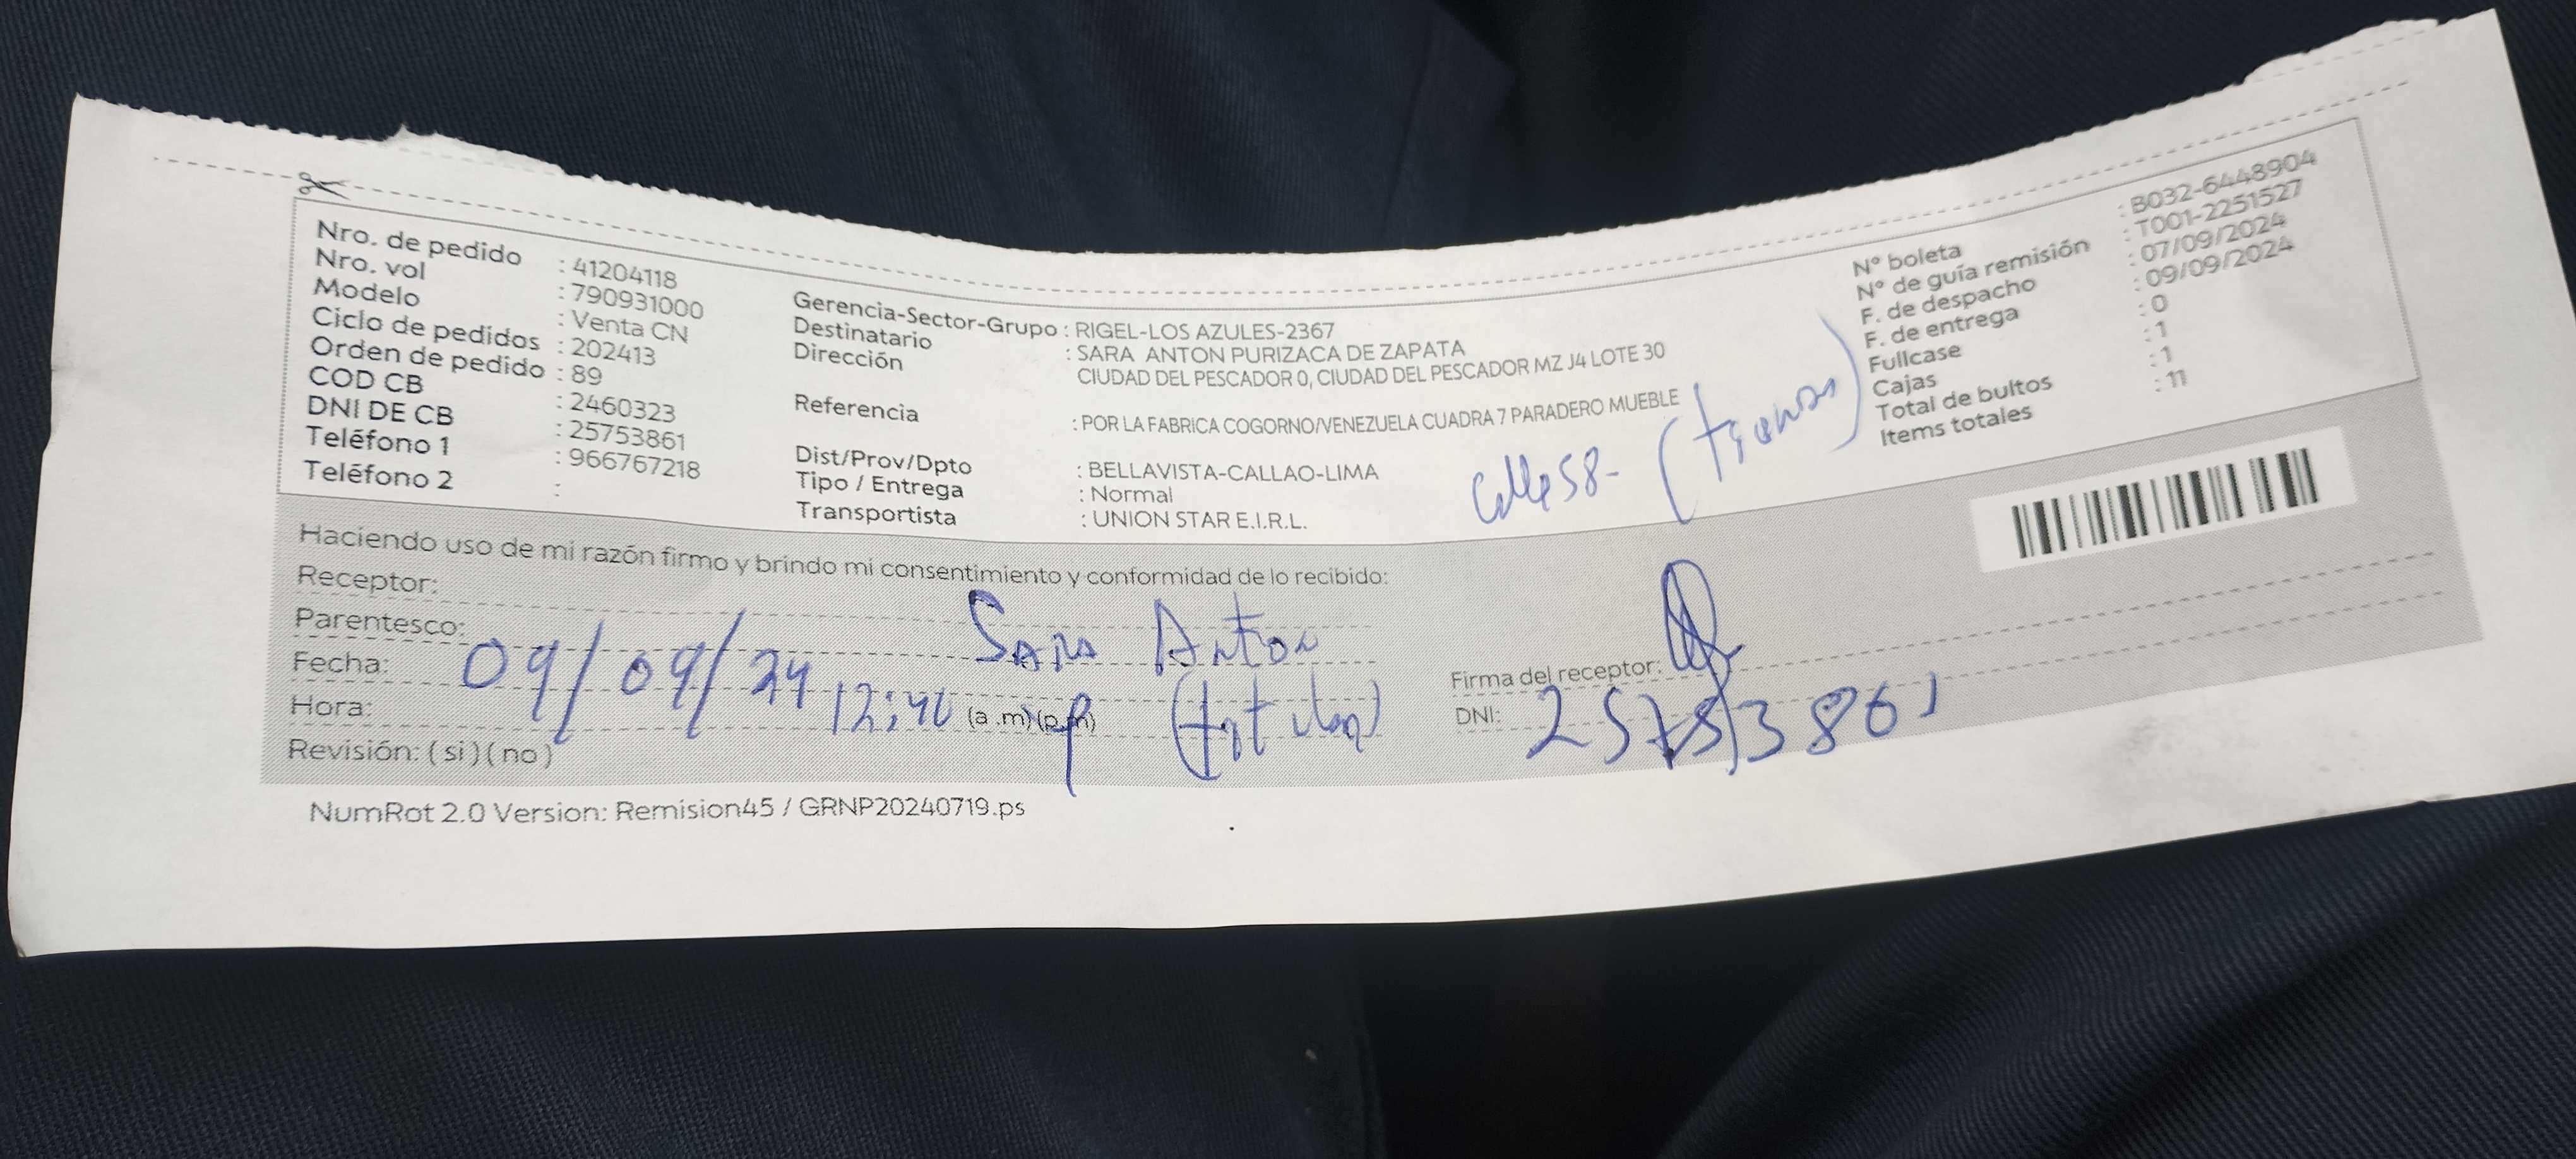 Nro. de pedido : 41204118
Nro. vol : 790931000
Modelo : Venta CN
Ciclo de pedidos : 202413
Orden de pedido : 89
COD CB : 2460323
DNI DE CB : 25753861
Teléfono 1 : 966767218
Teléfono 2 :
Gerencia-Sector-Grupo : RIGEL-LOS AZULES-2367
Destinatario : SARA ANTON PURIZACA DE ZAPATA
Dirección CIUDAD DEL PESCADOR 0, CIUDAD DEL PESCADOR MZ J4 LOTE 30
Referencia : POR LA FABRICA COGORNO/VENEZUELA CUADRA 7 PARADERO MUEBLE
Dist/Prov/Dpto : BELLAVISTA-CALLAO-LIMA
Tipo / Entrega : Normal
Transportista : UNION STAR E.I.R.L.
Calle 58-
N° boleta : B032-6448904
N° de guía remisión : T001-2251527
F. de despacho : 07/09/2024
F. de entrega : 09/09/2024
Fullcase : 0
Cajas : 1
Total de bultos : 1
Items totales : 11
Haciendo uso de mi razón firmo y brindo mi consentimiento y conformidad de lo recibido:
Receptor: Sara Anton
Parentesco: (titular)
Fecha: 09/09/24
Hora: 12:40 (a .m) (p.m)
Revisión: ( si ) ( no )
Firma del receptor:
DNI: 25753861
NumRot 2.0 Version: Remision45 / GRNP20240719.ps